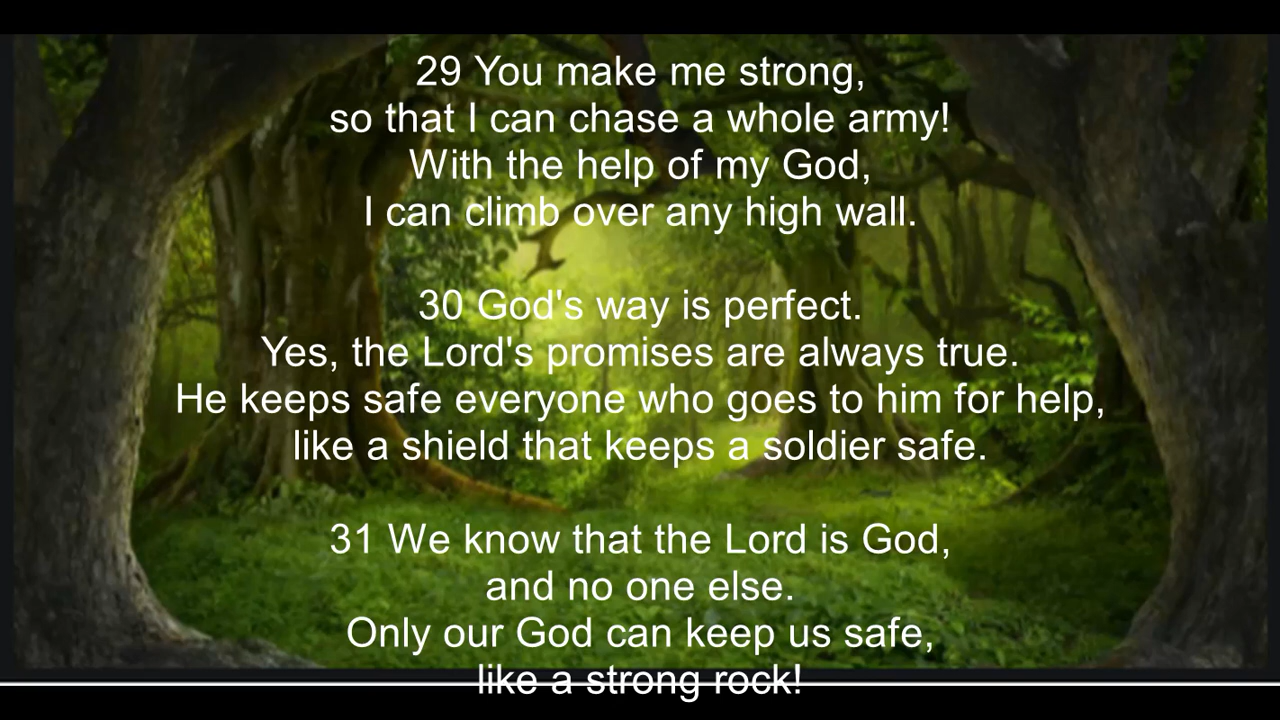 29 You make me strong,
so that I can chase a whole army!
With the help of my God,
I can climb over any high wall.
30 God's way is perfect.
Yes, the Lord's promises are always true.
He keeps safe everyone who goes to him for help,
like a shield that keeps a soldier safe.
31 We know that the Lord is God,
and no one else.
Only our God can keep us safe,
like a strong rock!